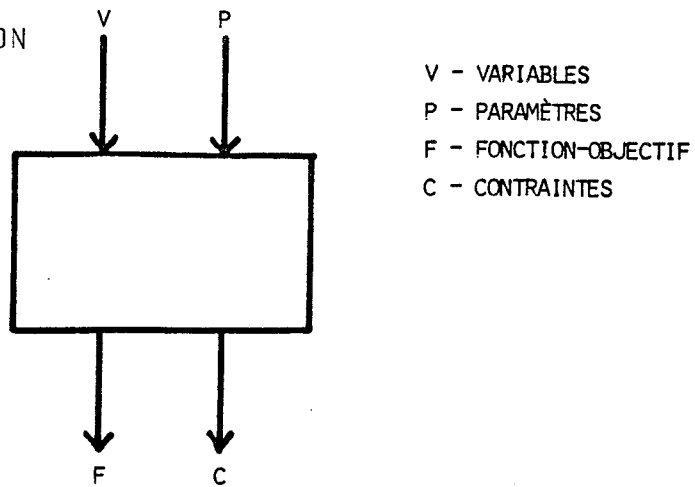 V P
V - VARIABLES
P - PARAMÈTRES
F - FONCTION-OBJECTIF
C - CONTRAINTES
F C